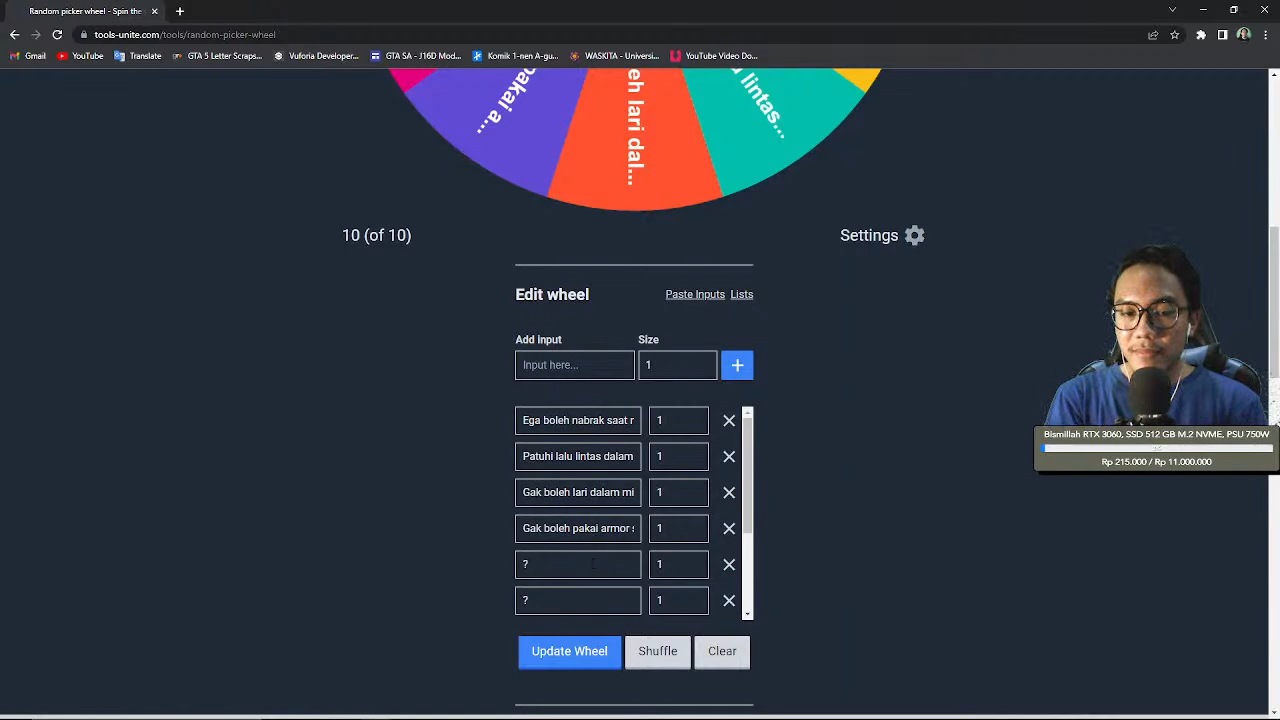 Random picker wheel - Spin the
tools-unite.com/tools/random-picker-wheel
Gmail
YouTube
Translate
GTA 5 Letter Scraps...
Vuforia Developer...
GTA SA - J16D Mod...
Komik 1-nen A-gu...
WASKITA - Universi...
YouTube Video Do...
pakai a...
eh lari dal...
u lintas...
10 (of 10)
Settings
Edit wheel
Paste Inputs Lists
Add input Size
Input here... 1 +
Ega boleh nabrak saat r 1
Patuhi lalu lintas dalam 1
Gak boleh lari dalam mi 1
Gak boleh pakai armor s 1
? 1
? 1
Update Wheel Shuffle Clear
Bismillah RTX 3060, SSD 512 GB M.2 NVME, PSU 750W
Rp 215.000 / Rp 11.000.000